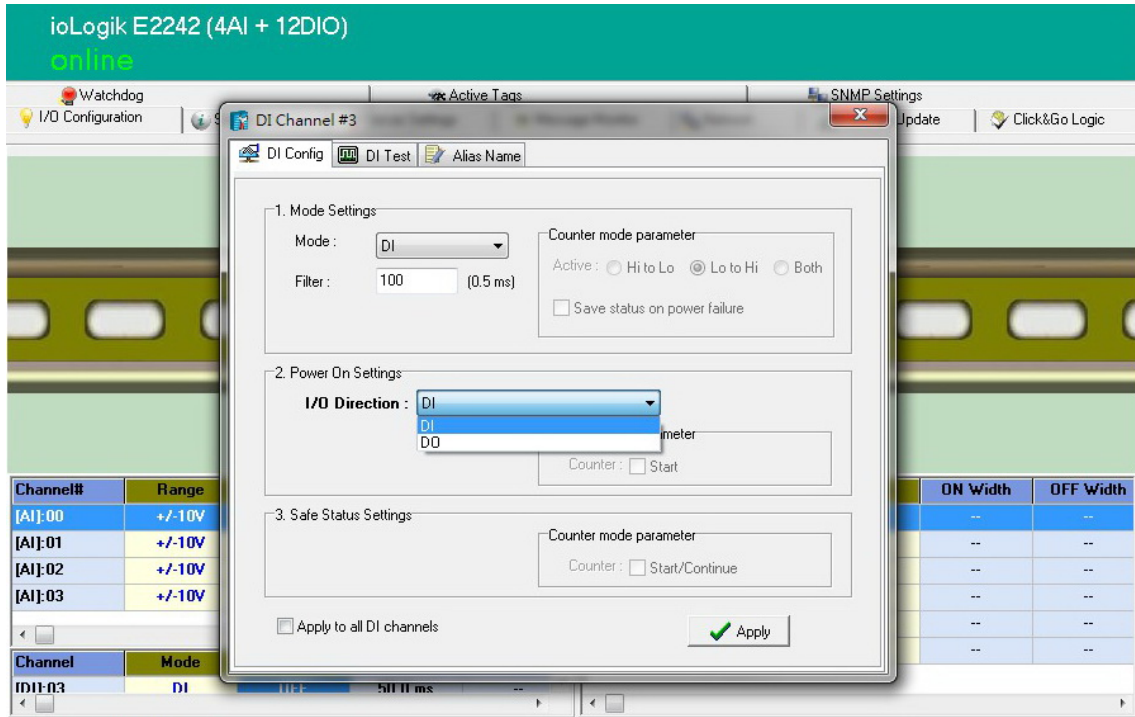 ioLogik E2242 (4AI + 12DIO)
online
Watchdog
Active Tags
SNMP Settings
I/O Configuration
Update
Click&Go Logic
DI Channel #3
DI Config
DI Test
Alias Name
1. Mode Settings
Mode :
DI
Filter :
100
(0.5 ms)
Counter mode parameter
Active :
Hi to Lo
Lo to Hi
Both
Save status on power failure
2. Power On Settings
I/O Direction :
DI
DI
DO
Counter :
Start
3. Safe Status Settings
Counter mode parameter
Counter :
Start/Continue
Apply to all DI channels
Apply
Channel# Range
[AI]:00 +/-10V
[AI]:01 +/-10V
[AI]:02 +/-10V
[AI]:03 +/-10V
Channel Mode
[DI]:03 DI OFF 50.0 ms --
ON Width OFF Width
-- --
-- --
-- --
-- --
-- --
-- --